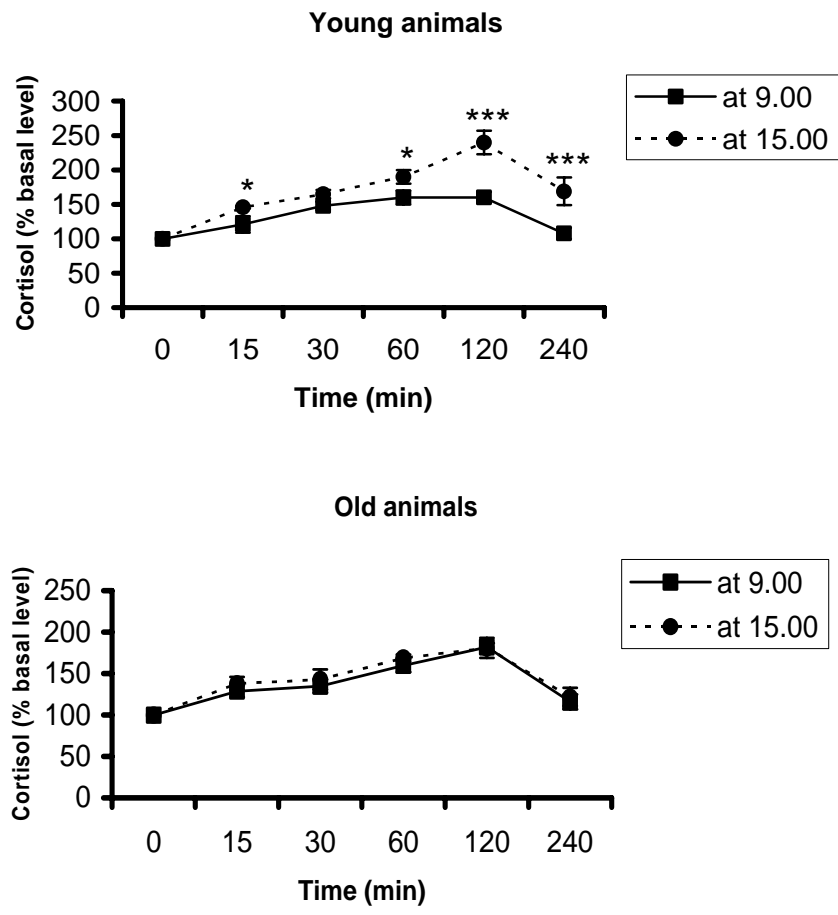 Young animals
at 9.00
at 15.00
Cortisol (% basal level)
300
250
200
150
100
50
0
* * *** ***
0 15 30 60 120 240
Time (min)
Old animals
at 9.00
at 15.00
Cortisol (% basal level)
250
200
150
100
50
0
0 15 30 60 120 240
Time (min)